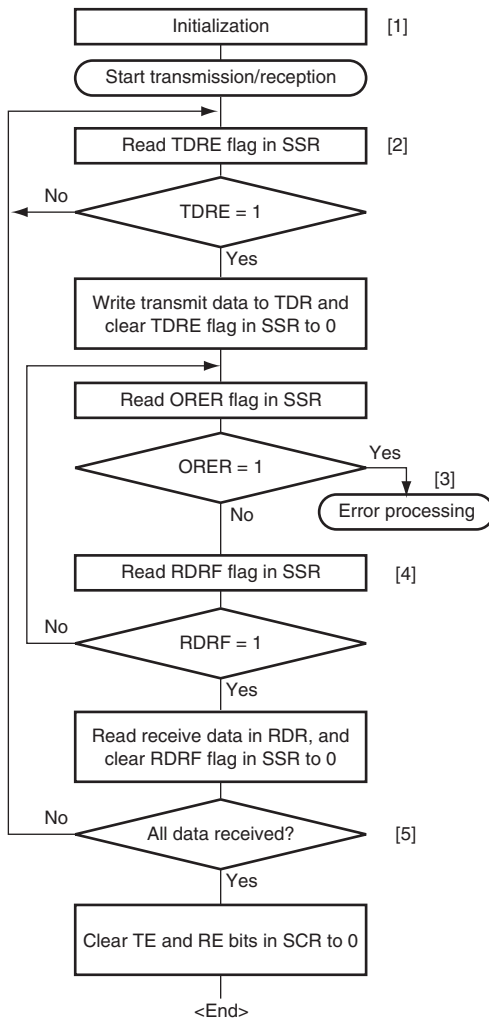 Initialization [1]
Start transmission/reception
Read TDRE flag in SSR [2]
No
TDRE = 1
Yes
Write transmit data to TDR and
clear TDRE flag in SSR to 0
Read ORER flag in SSR
ORER = 1
Yes
[3]
Error processing
No
Read RDRF flag in SSR [4]
No
RDRF = 1
Yes
Read receive data in RDR, and
clear RDRF flag in SSR to 0
No
All data received? [5]
Yes
Clear TE and RE bits in SCR to 0
<End>